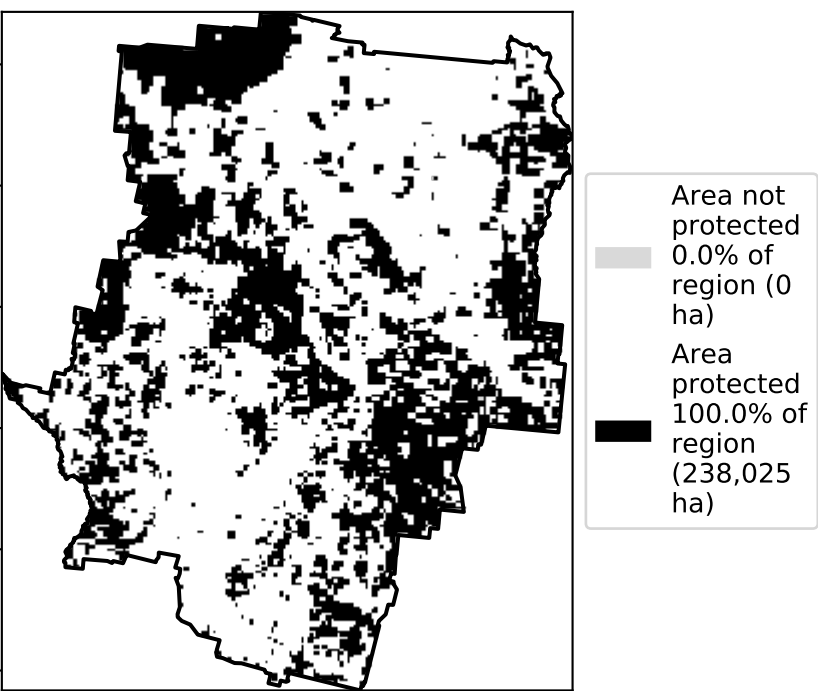 Area not
protected
0.0% of
region (0
ha)
Area
protected
100.0% of
region
(238,025
ha)